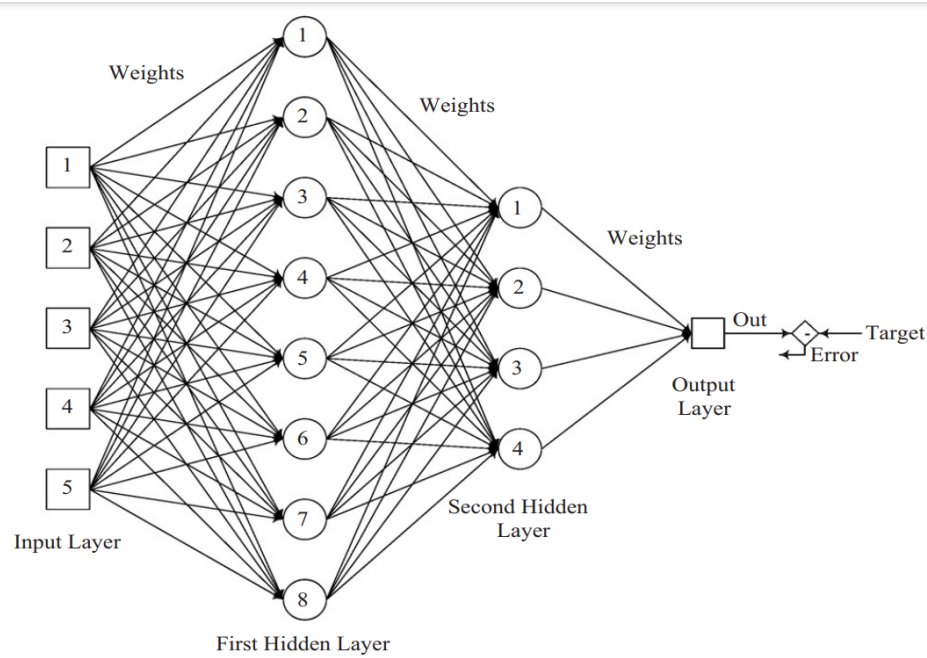 Weights
Weights
Weights
1
2
3
4
5
Input Layer
1
2
3
4
5
6
7
8
First Hidden Layer
1
2
3
4
Second Hidden
Layer
Output
Layer
Out
-
Target
Error